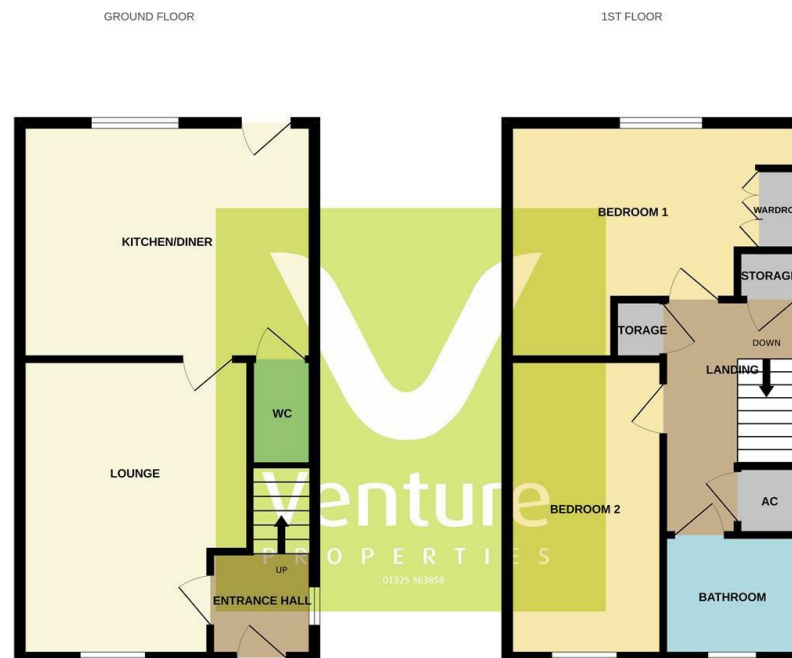 GROUND FLOOR
1ST FLOOR
KITCHEN/DINER
WC
LOUNGE
UP
ENTRANCE HALL
BEDROOM 1
WARDRO
STORAGE
TORAGE
DOWN
LANDING
BEDROOM 2
AC
BATHROOM
Venture
PROPERTIES
01325 363858